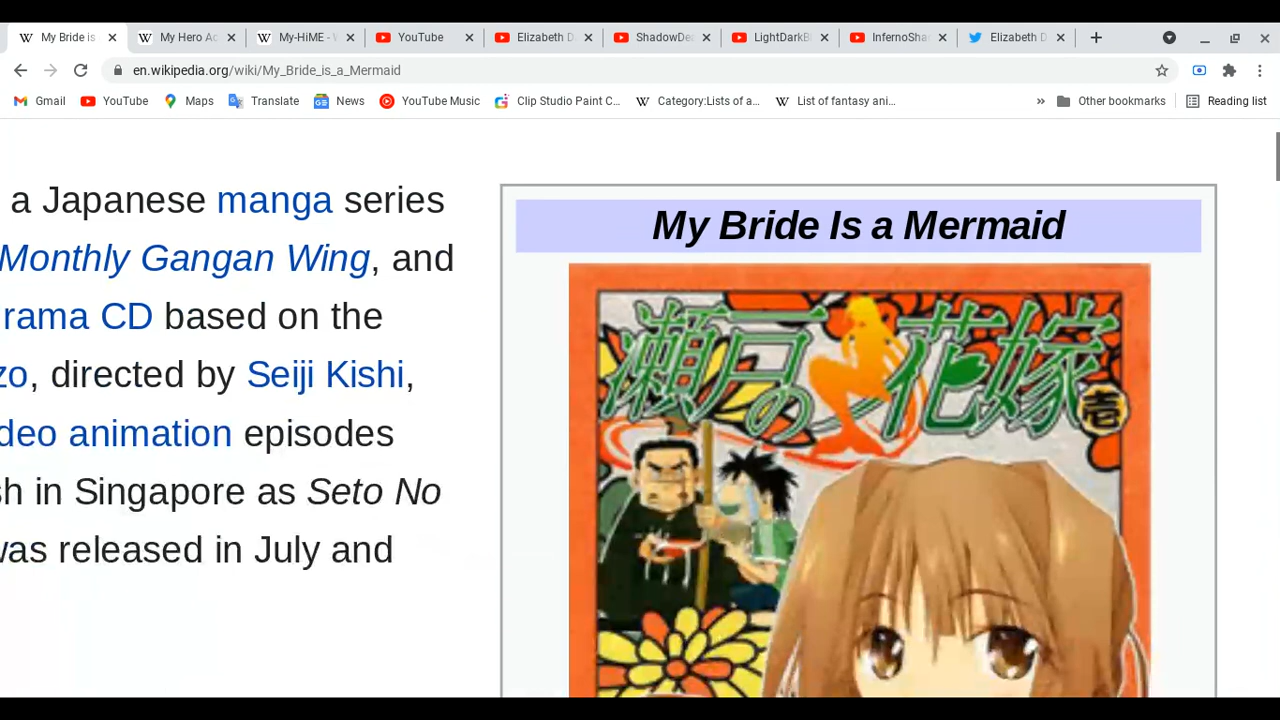 My Bride is
My Hero Ac
My-HiME - W
YouTube
Elizabeth D
ShadowDea
LightDarkB
InfernoSha
Elizabeth D
en.wikipedia.org/wiki/My_Bride_is_a_Mermaid
Gmail
YouTube
Maps
Translate
News
YouTube Music
Clip Studio Paint C...
Category:Lists of a...
List of fantasy ani...
Other bookmarks
Reading list
a Japanese manga series
Monthly Gangan Wing, and
rama CD based on the
zo, directed by Seiji Kishi,
deo animation episodes
sh in Singapore as Seto No
was released in July and
My Bride Is a Mermaid
瀬戸の花嫁
壱